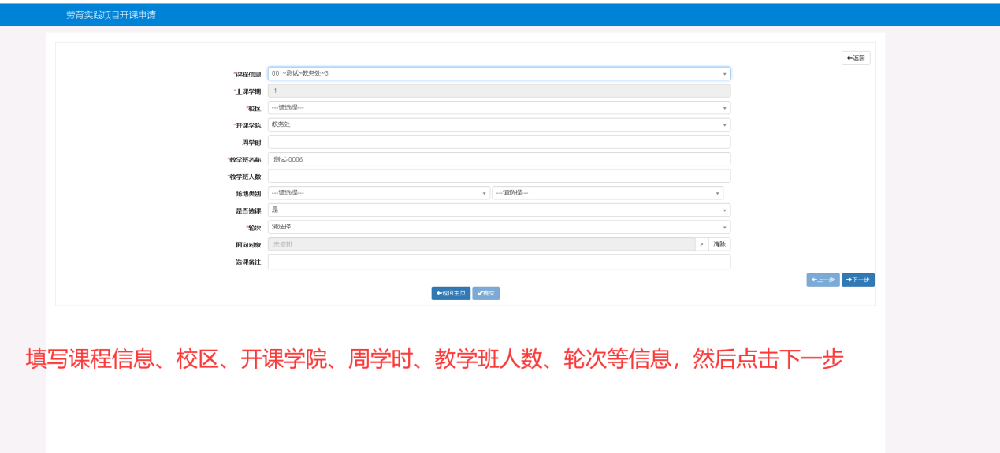 劳育实践项目开课申请
返回
*课程信息 001~测试~教务处~3
*上课学期 1
*校区 ---请选择---
*开课学院 教务处
周学时
*教学班名称 测试-0006
*教学班人数
场地类别 ---请选择--- ---请选择---
是否选课 是
*轮次 请选择
面向对象 未安排 > 清除
选课备注
上一步 下一步
返回主页 提交
填写课程信息、校区、开课学院、周学时、教学班人数、轮次等信息，然后点击下一步